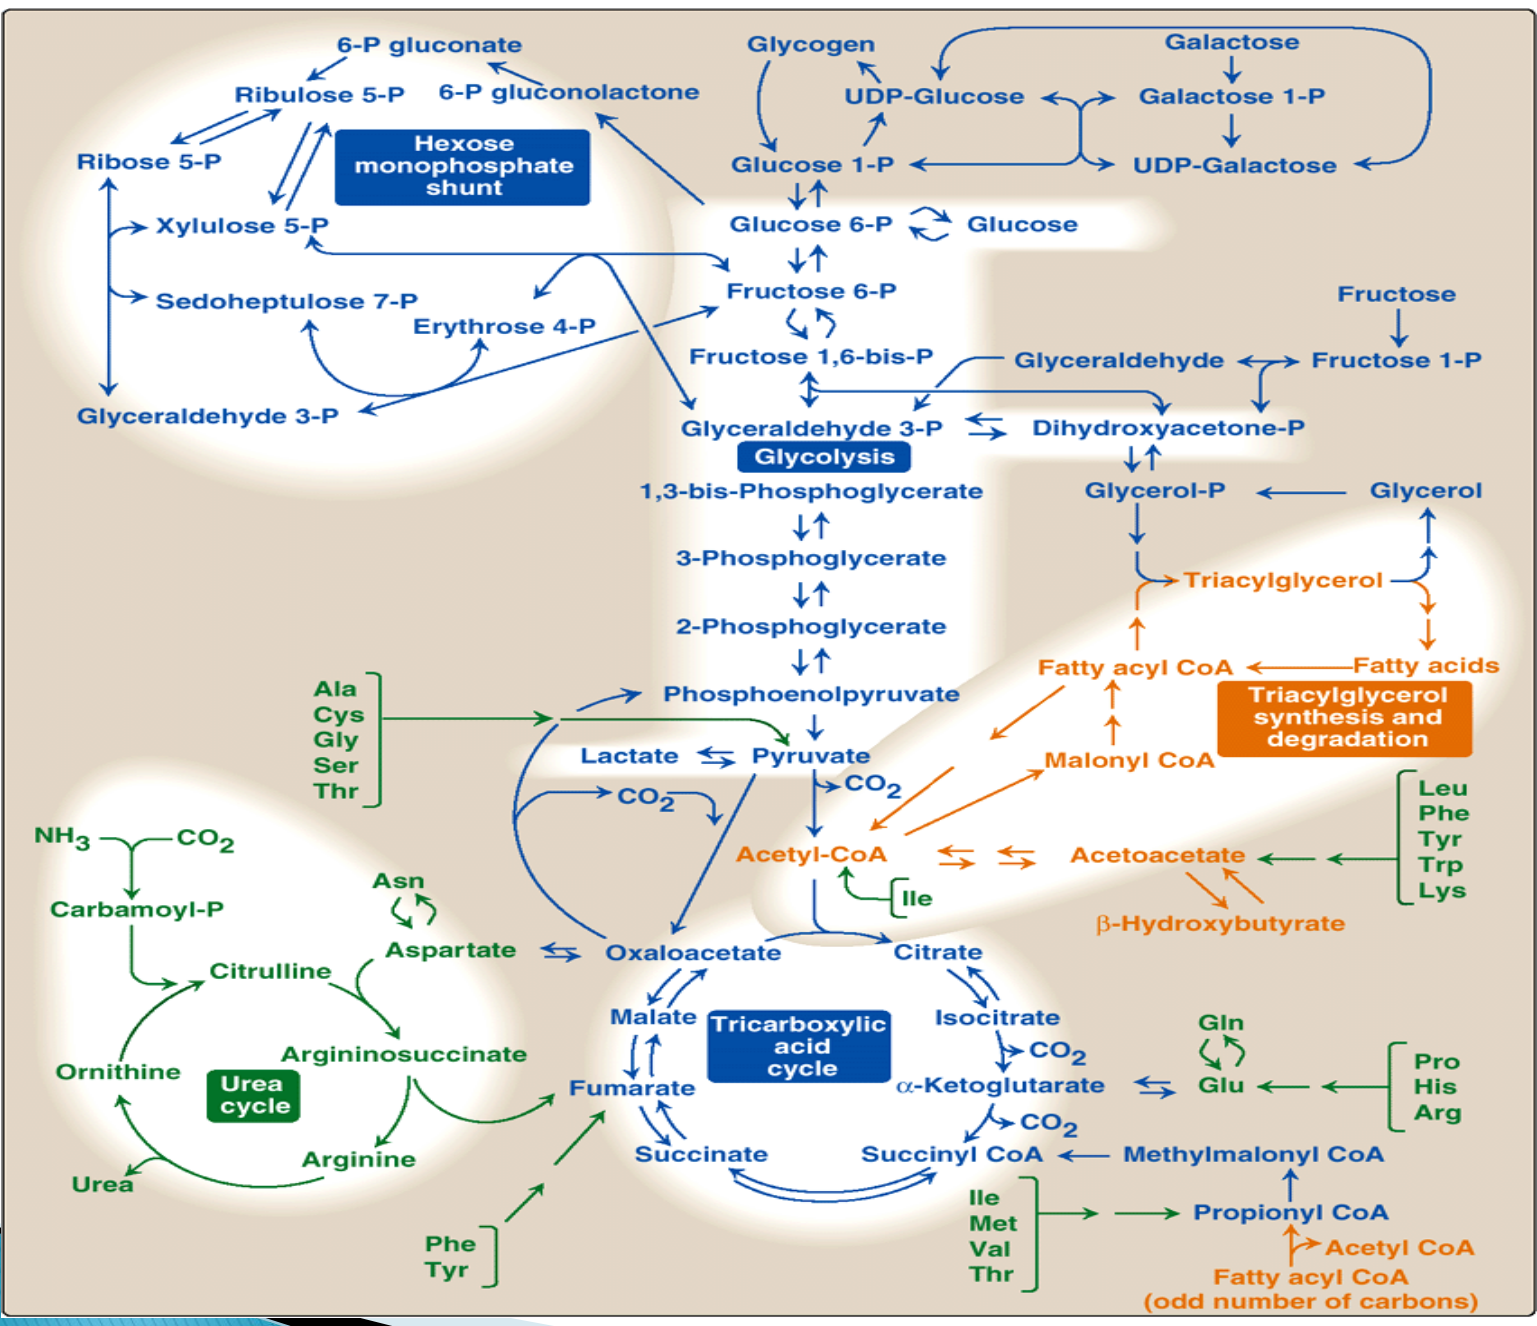 6-P gluconate
Ribulose 5-P
6-P gluconolactone
Ribose 5-P
Hexose
monophosphate
shunt
Xylulose 5-P
Sedoheptulose 7-P
Erythrose 4-P
Glyceraldehyde 3-P
Glycogen
Galactose
UDP-Glucose
Galactose 1-P
Glucose 1-P
UDP-Galactose
Glucose 6-P
Glucose
Fructose 6-P
Fructose
Fructose 1,6-bis-P
Glyceraldehyde
Fructose 1-P
Glyceraldehyde 3-P
Dihydroxyacetone-P
Glycolysis
1,3-bis-Phosphoglycerate
Glycerol-P
Glycerol
3-Phosphoglycerate
Triacylglycerol
2-Phosphoglycerate
Fatty acyl CoA
Fatty acids
Phosphoenolpyruvate
Triacylglycerol
synthesis and
degradation
Ala
Cys
Gly
Ser
Thr
Lactate
Pyruvate
Malonyl CoA
CO2
CO2
Leu
Phe
Tyr
Trp
Lys
Acetyl-CoA
Acetoacetate
Ile
β-Hydroxybutyrate
NH3
CO2
Carbamoyl-P
Asn
Aspartate
Citrulline
Argininosuccinate
Ornithine
Urea
cycle
Arginine
Urea
Oxaloacetate
Citrate
Malate
Tricarboxylic
acid
cycle
Isocitrate
CO2
Fumarate
α-Ketoglutarate
CO2
Succinate
Succinyl CoA
Gln
Glu
Pro
His
Arg
Methylmalonyl CoA
Phe
Tyr
Ile
Met
Val
Thr
Propionyl CoA
Acetyl CoA
Fatty acyl CoA
(odd number of carbons)